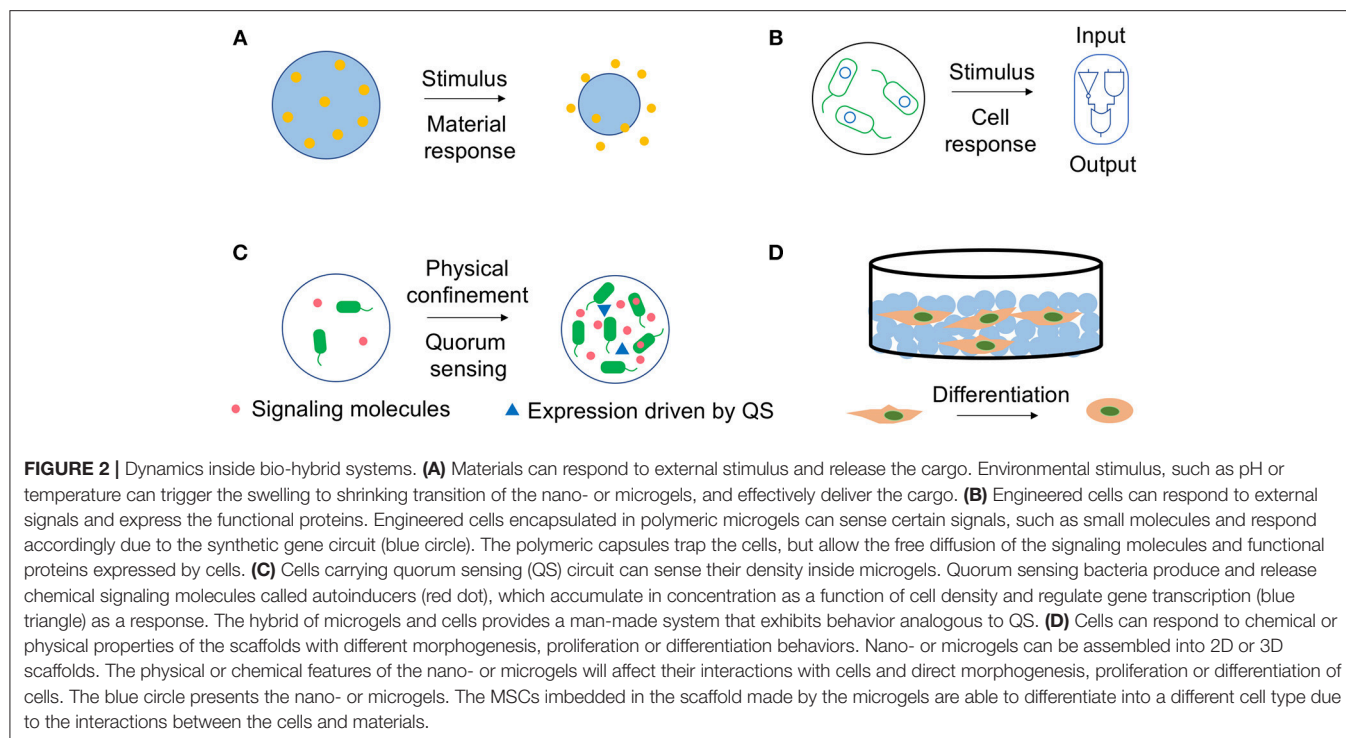 A
Stimulus
Material
response
B
Stimulus
Cell
response
Input
Output
C
Physical
confinement
Quorum
sensing
Signaling molecules
Expression driven by QS
D
Differentiation
FIGURE 2 | Dynamics inside bio-hybrid systems. (A) Materials can respond to external stimulus and release the cargo. Environmental stimulus, such as pH or
temperature can trigger the swelling to shrinking transition of the nano- or microgels, and effectively deliver the cargo. (B) Engineered cells can respond to external
signals and express the functional proteins. Engineered cells encapsulated in polymeric microgels can sense certain signals, such as small molecules and respond
accordingly due to the synthetic gene circuit (blue circle). The polymeric capsules trap the cells, but allow the free diffusion of the signaling molecules and functional
proteins expressed by cells. (C) Cells carrying quorum sensing (QS) circuit can sense their density inside microgels. Quorum sensing bacteria produce and release
chemical signaling molecules called autoinducers (red dot), which accumulate in concentration as a function of cell density and regulate gene transcription (blue
triangle) as a response. The hybrid of microgels and cells provides a man-made system that exhibits behavior analogous to QS. (D) Cells can respond to chemical or
physical properties of the scaffolds with different morphogenesis, proliferation or differentiation behaviors. Nano- or microgels can be assembled into 2D or 3D
scaffolds. The physical or chemical features of the nano- or microgels will affect their interactions with cells and direct morphogenesis, proliferation or differentiation of
cells. The blue circle presents the nano- or microgels. The MSCs imbedded in the scaffold made by the microgels are able to differentiate into a different cell type due
to the interactions between the cells and materials.